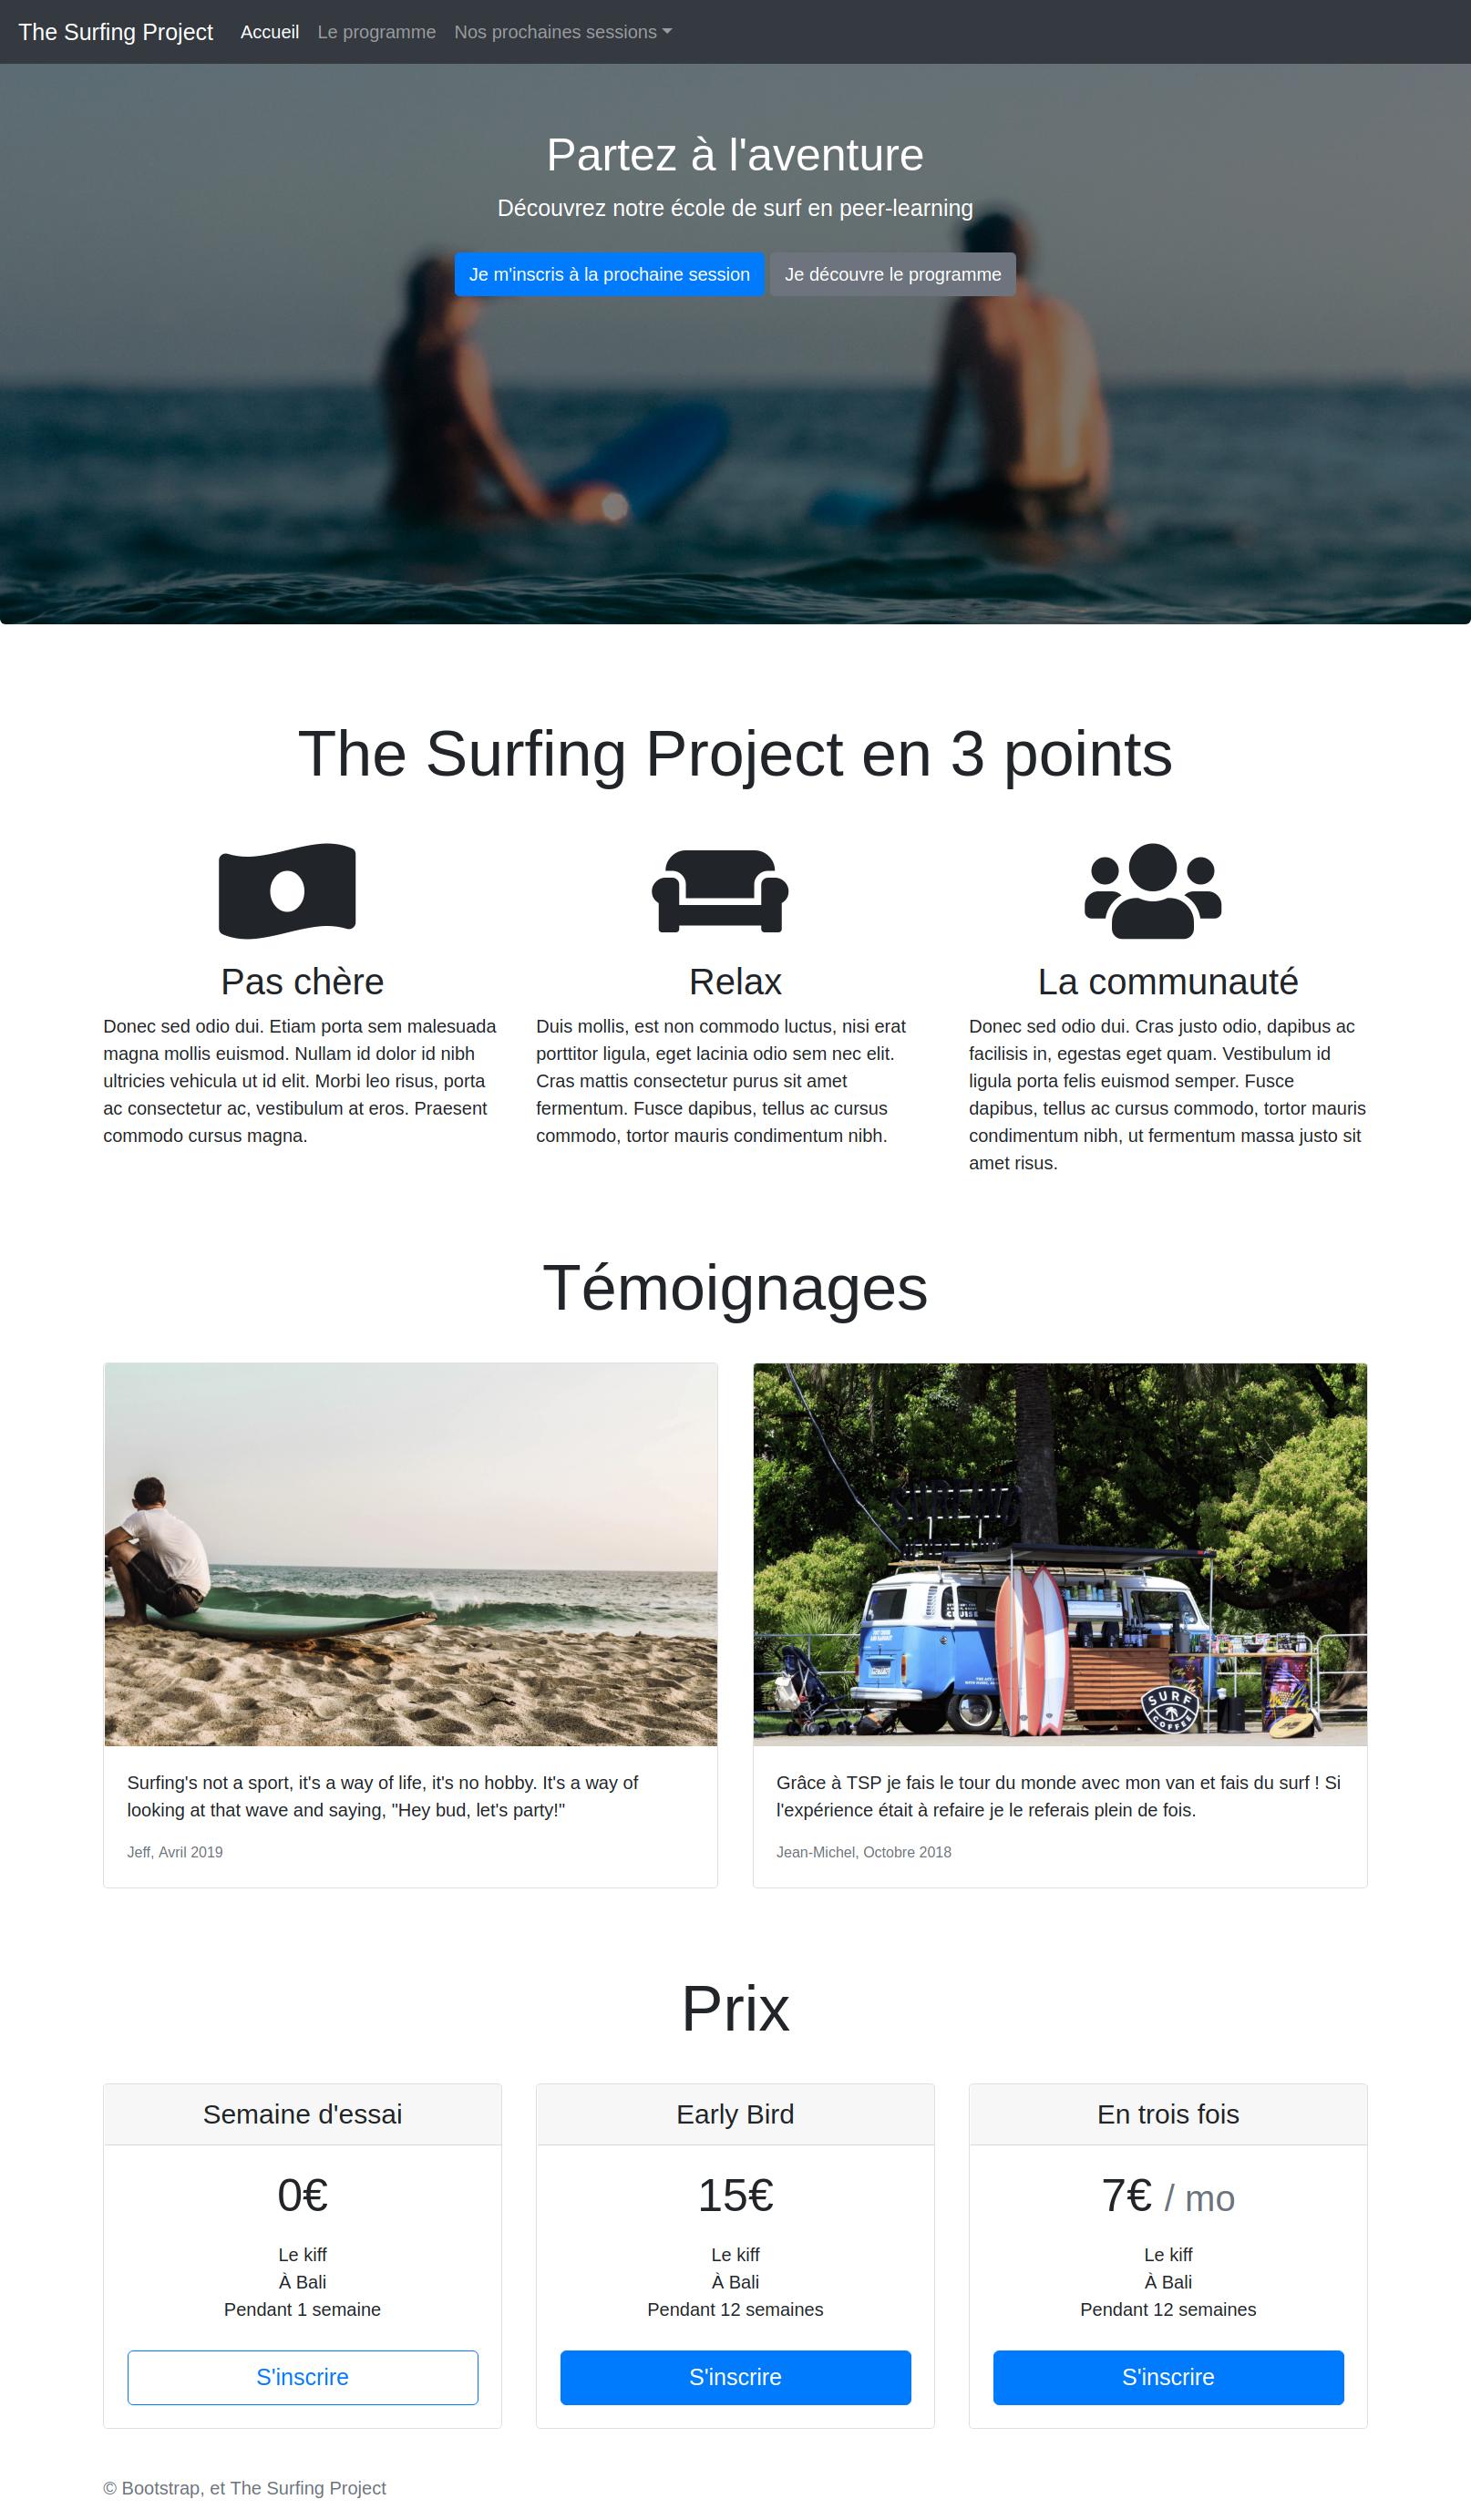 The Surfing Project Accueil Le programme Nos prochaines sessions
Partez à l'aventure
Découvrez notre école de surf en peer-learning
Je m'inscris à la prochaine session Je découvre le programme
The Surfing Project en 3 points
Pas chère
Donec sed odio dui. Etiam porta sem malesuada
magna mollis euismod. Nullam id dolor id nibh
ultricies vehicula ut id elit. Morbi leo risus, porta
ac consectetur ac, vestibulum at eros. Praesent
commodo cursus magna.
Relax
Duis mollis, est non commodo luctus, nisi erat
porttitor ligula, eget lacinia odio sem nec elit.
Cras mattis consectetur purus sit amet
fermentum. Fusce dapibus, tellus ac cursus
commodo, tortor mauris condimentum nibh.
La communauté
Donec sed odio dui. Cras justo odio, dapibus ac
facilisis in, egestas eget quam. Vestibulum id
ligula porta felis euismod semper. Fusce
dapibus, tellus ac cursus commodo, tortor mauris
condimentum nibh, ut fermentum massa justo sit
amet risus.
Témoignages
Surfing's not a sport, it's a way of life, it's no hobby. It's a way of
looking at that wave and saying, "Hey bud, let's party!"
Jeff, Avril 2019
SURFING
CRUISE
SURF
COFFEE
Grâce à TSP je fais le tour du monde avec mon van et fais du surf ! Si
l'expérience était à refaire je le referais plein de fois.
Jean-Michel, Octobre 2018
Prix
Semaine d'essai
0€
Le kiff
À Bali
Pendant 1 semaine
S'inscrire
Early Bird
15€
Le kiff
À Bali
Pendant 12 semaines
S'inscrire
En trois fois
7€ / mo
Le kiff
À Bali
Pendant 12 semaines
S'inscrire
© Bootstrap, et The Surfing Project